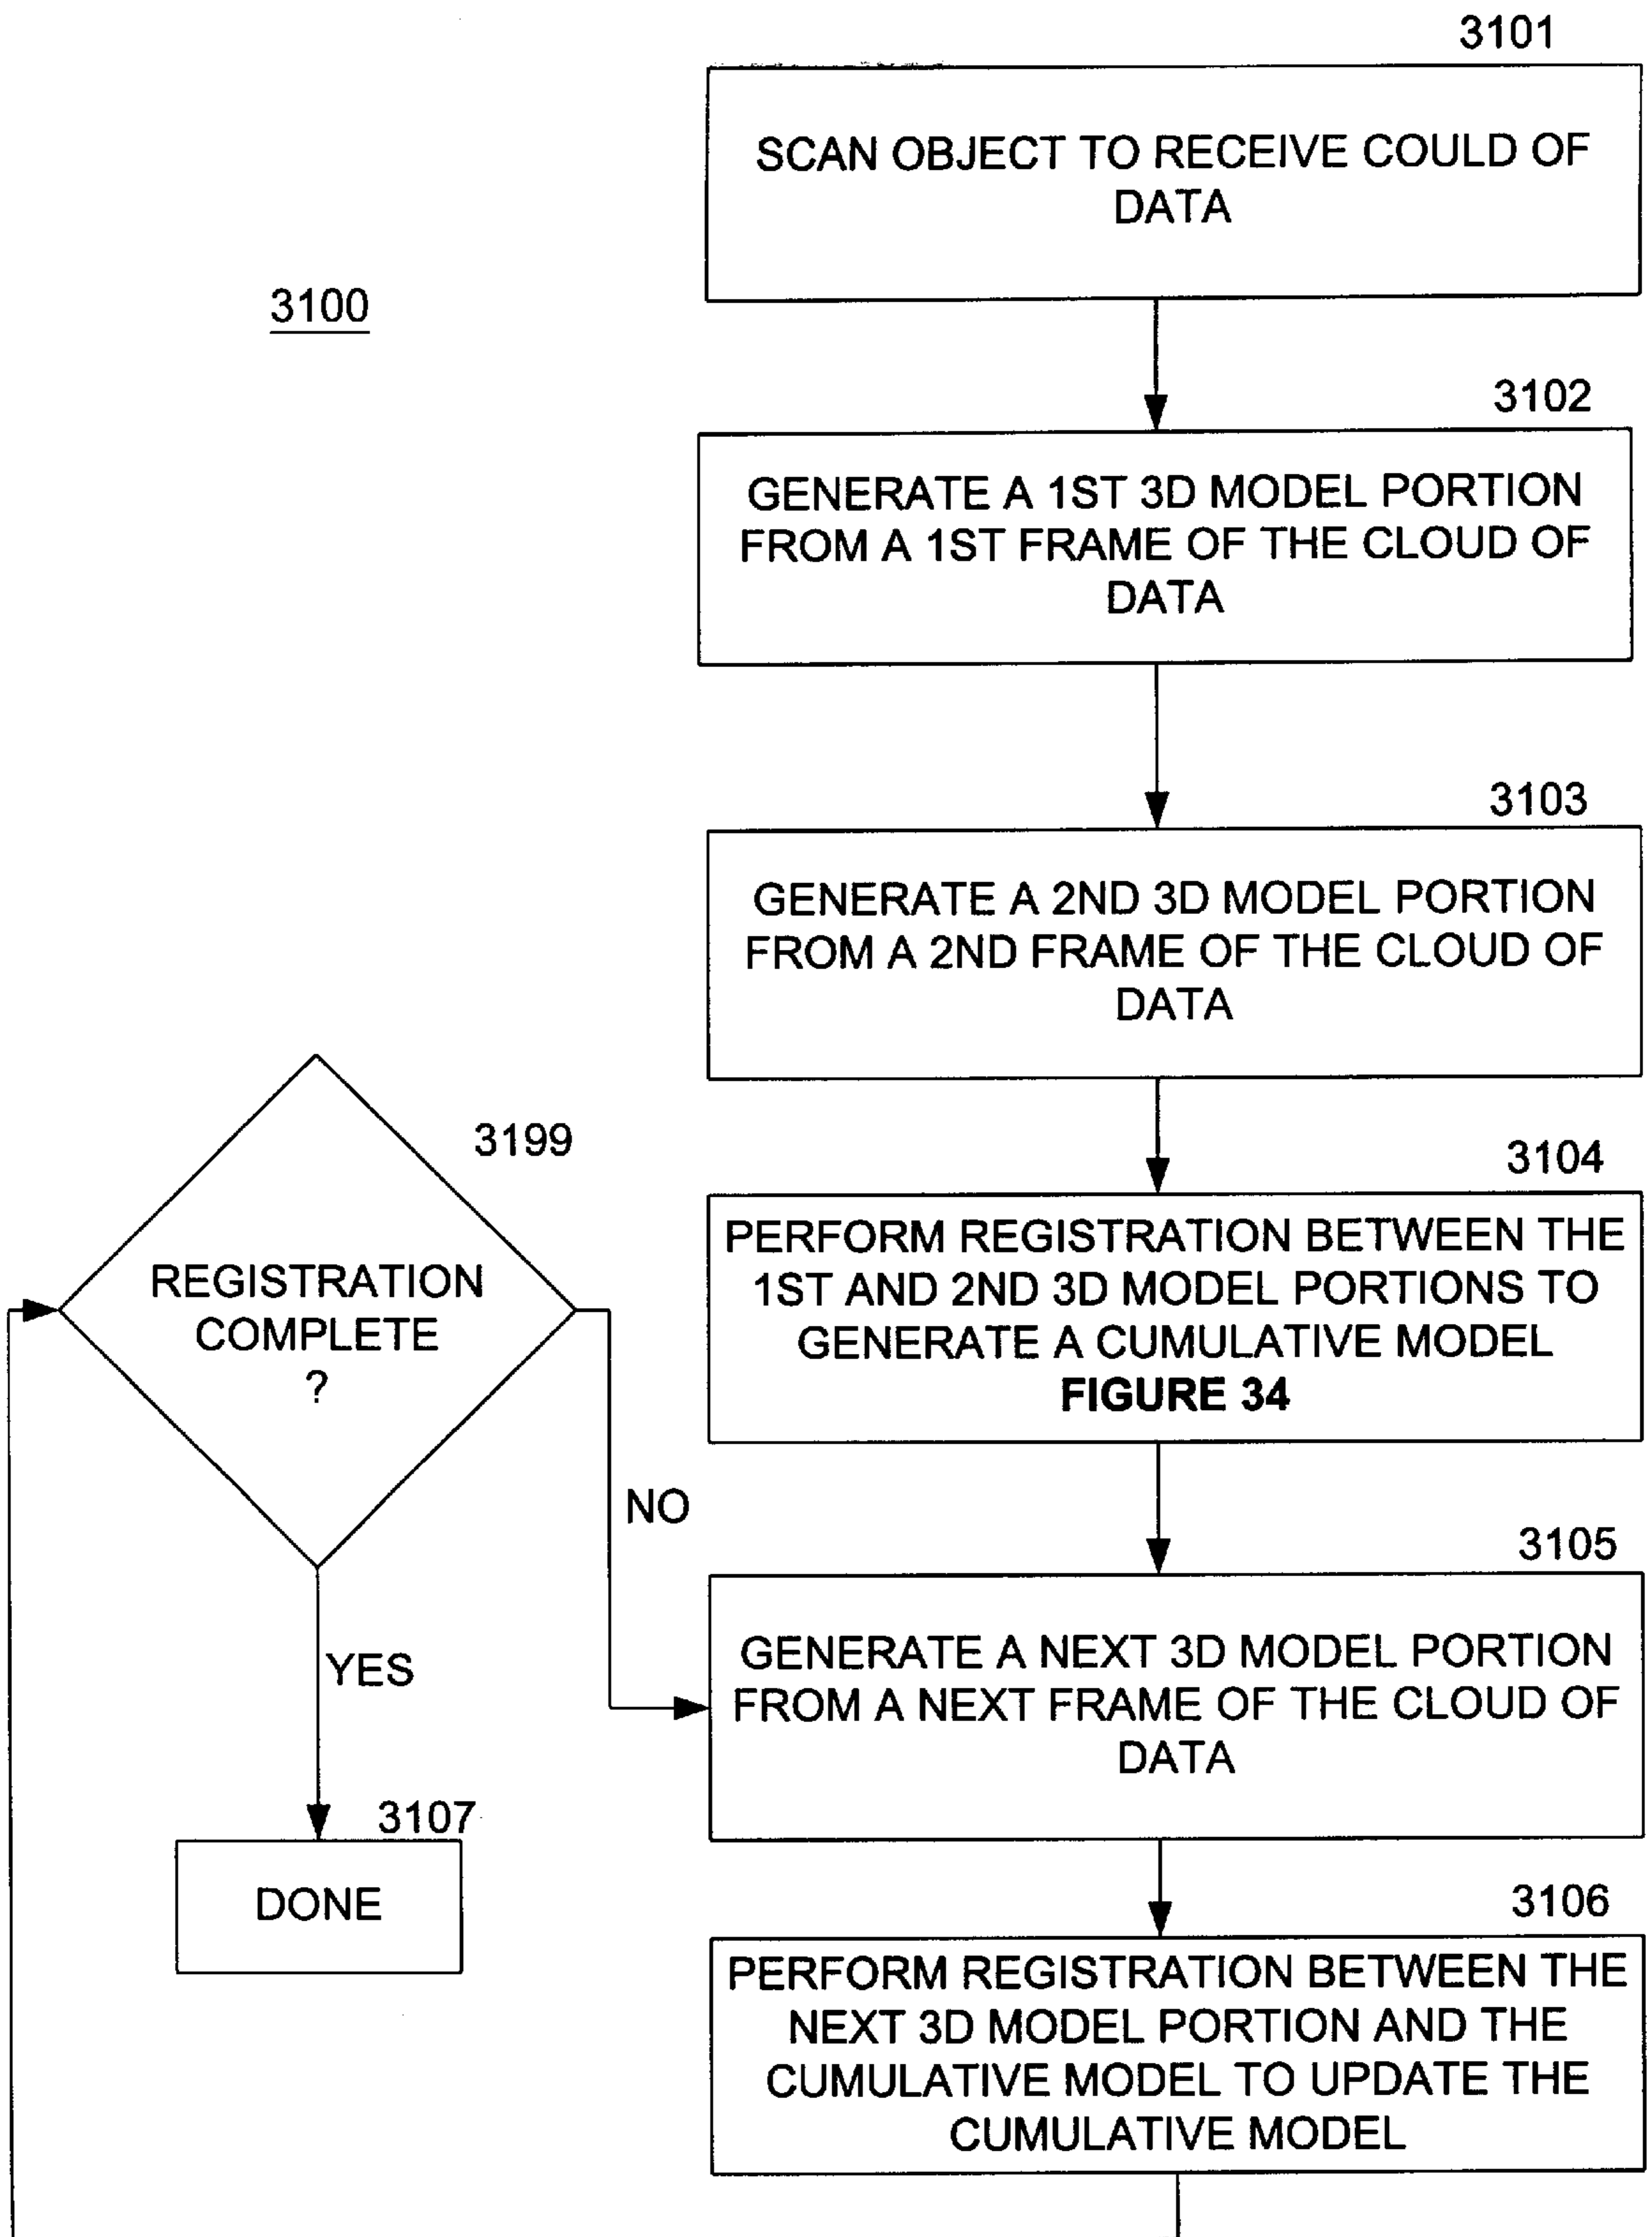 3101
SCAN OBJECT TO RECEIVE COULD OF
DATA
3100
3102
GENERATE A 1ST 3D MODEL PORTION
FROM A 1ST FRAME OF THE CLOUD OF
DATA
3103
GENERATE A 2ND 3D MODEL PORTION
FROM A 2ND FRAME OF THE CLOUD OF
DATA
3104
PERFORM REGISTRATION BETWEEN THE
1ST AND 2ND 3D MODEL PORTIONS TO
GENERATE A CUMULATIVE MODEL
FIGURE 34
3105
GENERATE A NEXT 3D MODEL PORTION
FROM A NEXT FRAME OF THE CLOUD OF
DATA
3106
PERFORM REGISTRATION BETWEEN THE
NEXT 3D MODEL PORTION AND THE
CUMULATIVE MODEL TO UPDATE THE
CUMULATIVE MODEL
3199
REGISTRATION
COMPLETE
?
NO
YES
3107
DONE